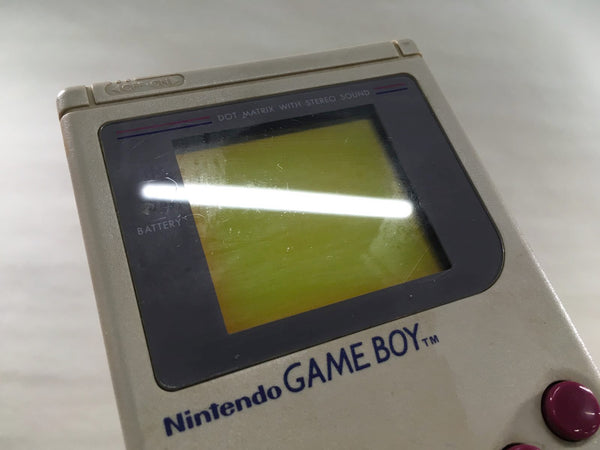 DOT MATRIX WITH STEREO SOUND
BATTERY
Nintendo GAME BOY™